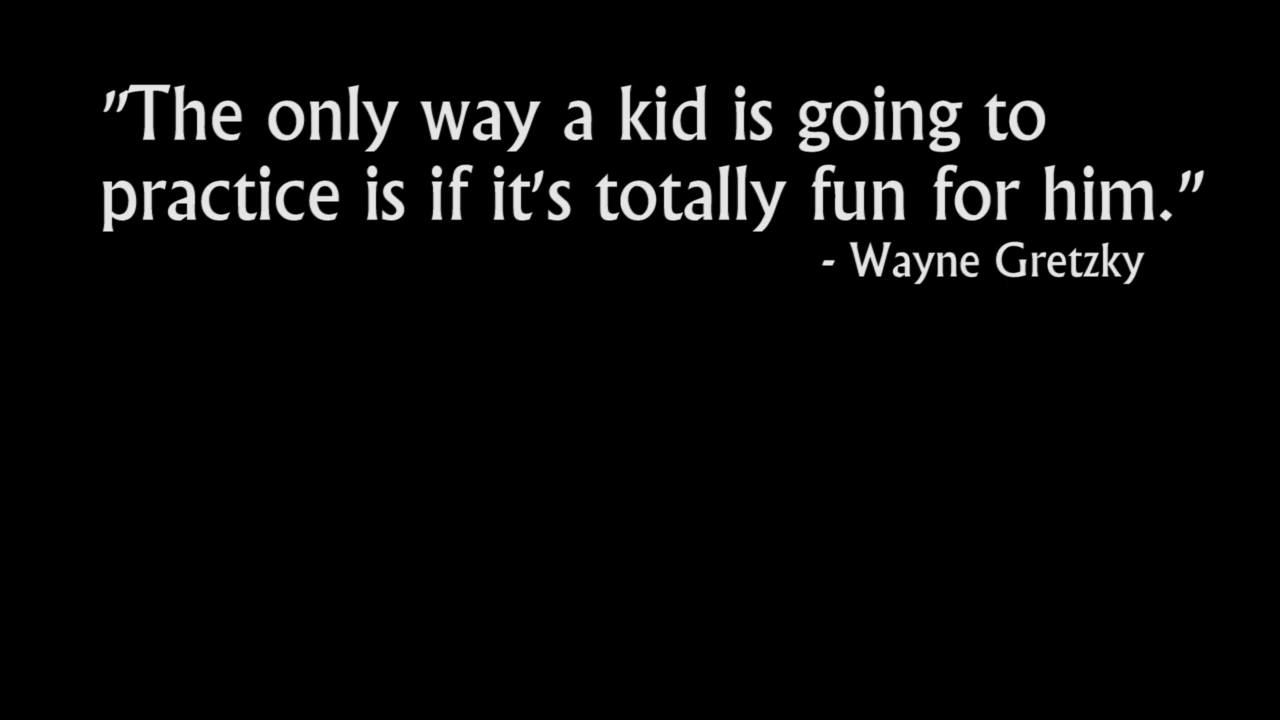 "The only way a kid is going to
practice is if it's totally fun for him."
- Wayne Gretzky